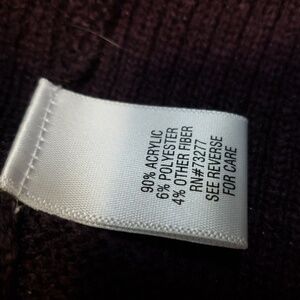 90% ACRYLIC
6% POLYESTER
4% OTHER FIBER
RN#73277
SEE REVERSE
FOR CARE